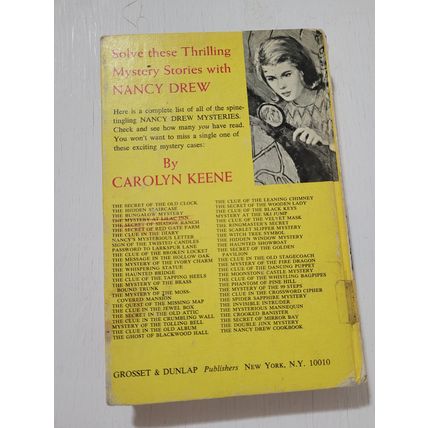 Solve these Thrilling
Mystery Stories with
NANCY DREW
Here is a complete list of all of the spine-
tingling NANCY DREW MYSTERIES.
Check and see how many you have read.
You won't want to miss a single one of
these exciting mystery cases:
By
CAROLYN KEENE
THE SECRET OF THE OLD CLOCK
THE HIDDEN STAIRCASE
THE BUNGALOW MYSTERY
THE MYSTERY AT LILAC INN
THE SECRET OF SHADOW RANCH
THE SECRET OF RED GATE FARM
THE CLUE IN THE DIARY
NANCY'S MYSTERIOUS LETTER
SIGN OF THE TWISTED CANDLES
PASSWORD TO LARKSPUR LANE
THE CLUE OF THE BROKEN LOCKET
THE MESSAGE IN THE HOLLOW OAK
THE MYSTERY OF THE IVORY CHARM
THE WHISPERING STATUE
THE HAUNTED BRIDGE
THE CLUE OF THE TAPPING HEELS
THE MYSTERY OF THE BRASS
BOUND TRUNK
THE MYSTERY OF THE MOSS-
COVERED MANSION
THE QUEST OF THE MISSING MAP
THE CLUE IN THE JEWEL BOX
THE SECRET IN THE OLD ATTIC
THE CLUE IN THE CRUMBLING WALL
MYSTERY OF THE TOLLING BELL
THE CLUE IN THE OLD ALBUM
THE GHOST OF BLACKWOOD HALL
THE CLUE OF THE LEANING CHIMNEY
THE SECRET OF THE WOODEN LADY
THE CLUE OF THE BLACK KEYS
MYSTERY AT THE SKI JUMP
THE CLUE OF THE VELVET MASK
THE RINGMASTER'S SECRET
THE SCARLET SLIPPER MYSTERY
THE WITCH TREE SYMBOL
THE HIDDEN WINDOW MYSTERY
THE HAUNTED SHOWBOAT
THE SECRET OF THE GOLDEN
PAVILION
THE CLUE IN THE OLD STAGECOACH
THE MYSTERY OF THE FIRE DRAGON
THE CLUE OF THE DANCING PUPPET
THE MOONSTONE CASTLE MYSTERY
THE CLUE OF THE WHISTLING BAGPIPES
THE PHANTOM OF PINE HILL
THE MYSTERY OF THE 99 STEPS
THE CLUE IN THE CROSSWORD CIPHER
THE SPIDER SAPPHIRE MYSTERY
THE INVISIBLE INTRUDER
THE MYSTERIOUS MANNEQUIN
THE CROOKED BANISTER
THE SECRET OF MIRROR BAY
THE DOUBLE JINX MYSTERY
THE NANCY DREW COOKBOOK
GROSSET & DUNLAP Publishers NEW YORK, N.Y. 10010